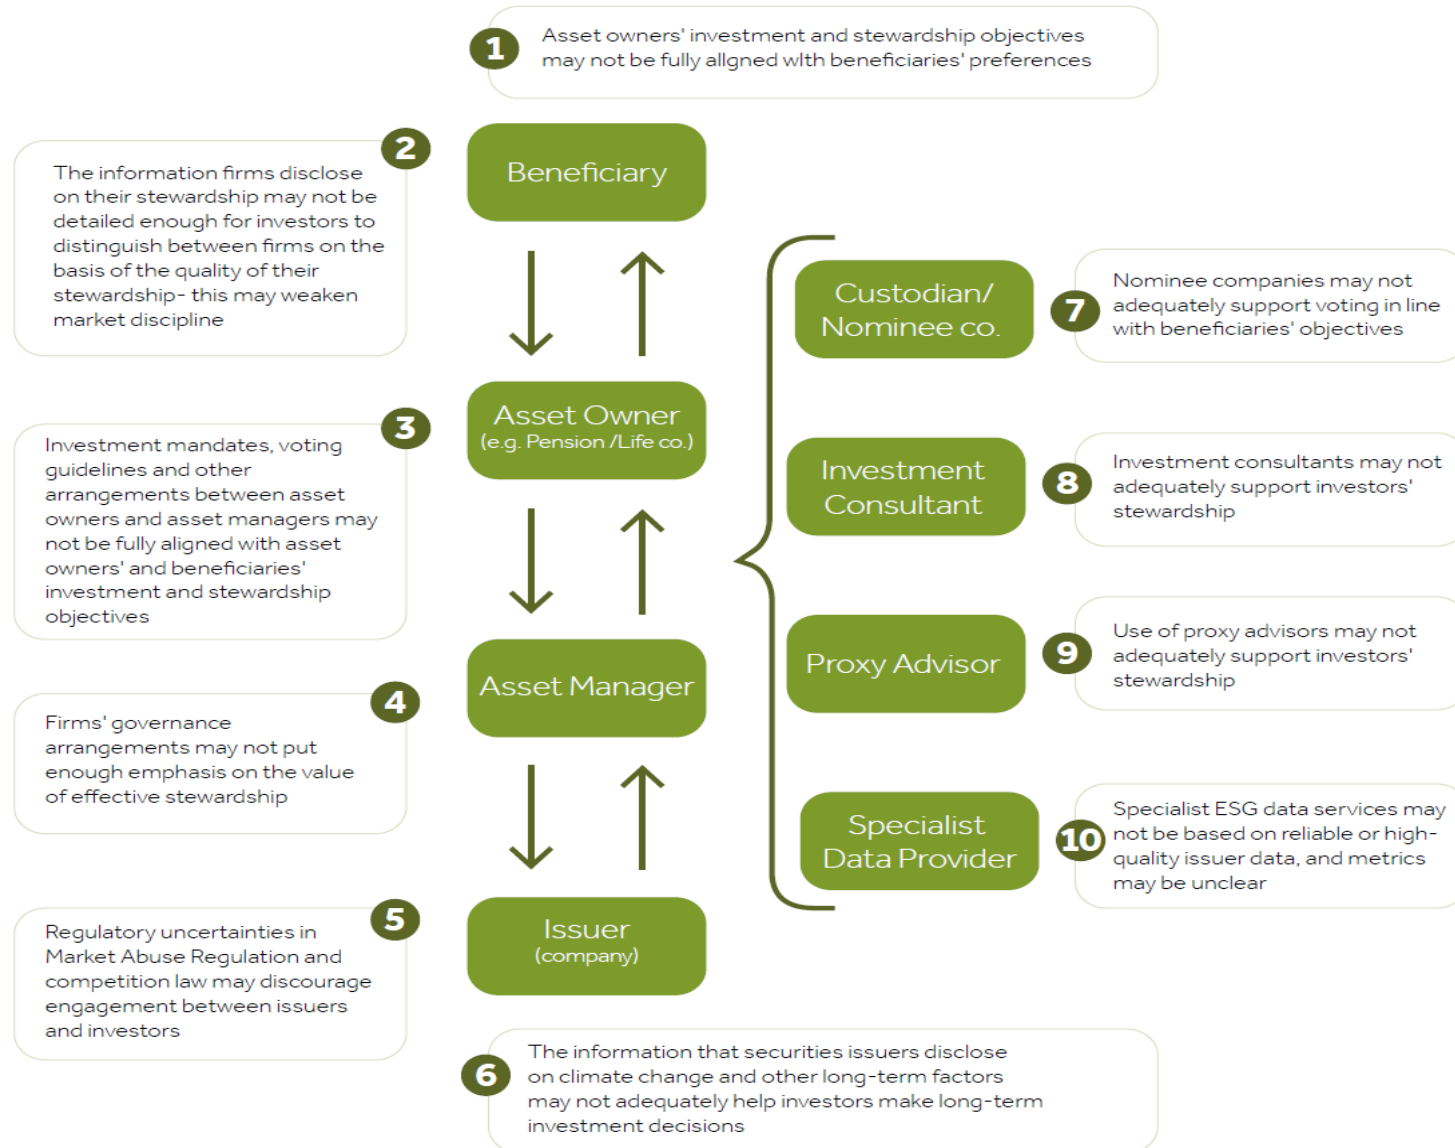 1
Asset owners' investment and stewardship objectives
may not be fully allgned wlth beneficiaries' preferences
2
The information firms disclose
on their stewardship may not be
detailed enough for investors to
distinguish between firms on the
basis of the quality of their
stewardship- this may weaken
market discipline
Beneficiary
Custodian/
Nominee co.
7
Nominee companies may not
adequately support voting in line
with beneficiaries' objectives
3
Investment mandates, voting
guidelines and other
arrangements between asset
owners and asset managers may
not be fully aligned with asset
owners' and beneficiaries'
investment and stewardship
objectives
Asset Owner
(e.g. Pension /Life co.)
Investment
Consultant
8
Investment consultants may not
adequately support investors'
stewardship
4
Firms' governance
arrangements may not put
enough emphasis on the value
of effective stewardship
Asset Manager
Proxy Advisor
9
Use of proxy advisors may not
adequately support investors'
stewardship
5
Regulatory uncertainties in
Market Abuse Regulation and
competition law may discourage
engagement between issuers
and investors
Issuer
(company)
Specialist
Data Provider
10
Specialist ESG data services may
not be based on reliable or high-
quality issuer data, and metrics
may be unclear
6
The information that securities issuers disclose
on climate change and other long-term factors
may not adequately help investors make long-term
investment decisions